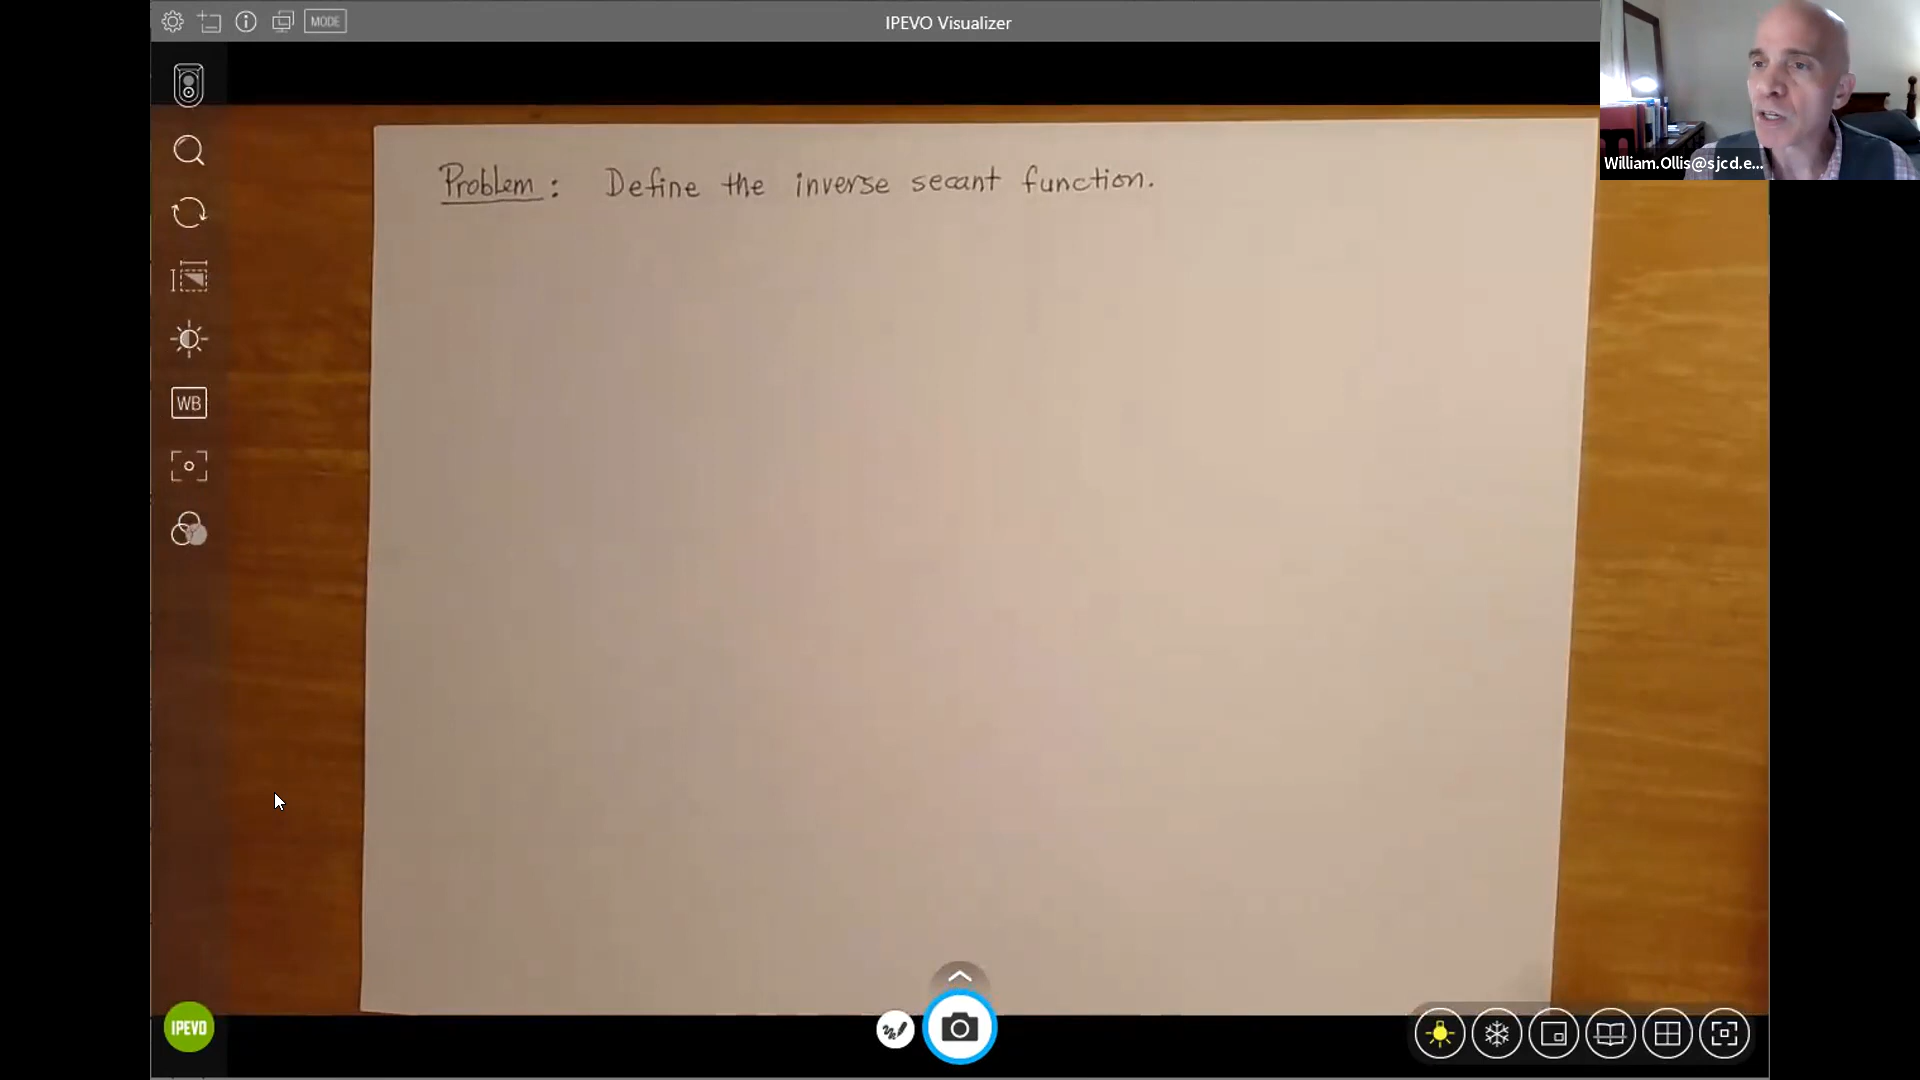 MODE
IPEVO Visualizer
William.Ollis@sjcd.e...
Problem: Define the inverse secant function.
WB
IPEVO